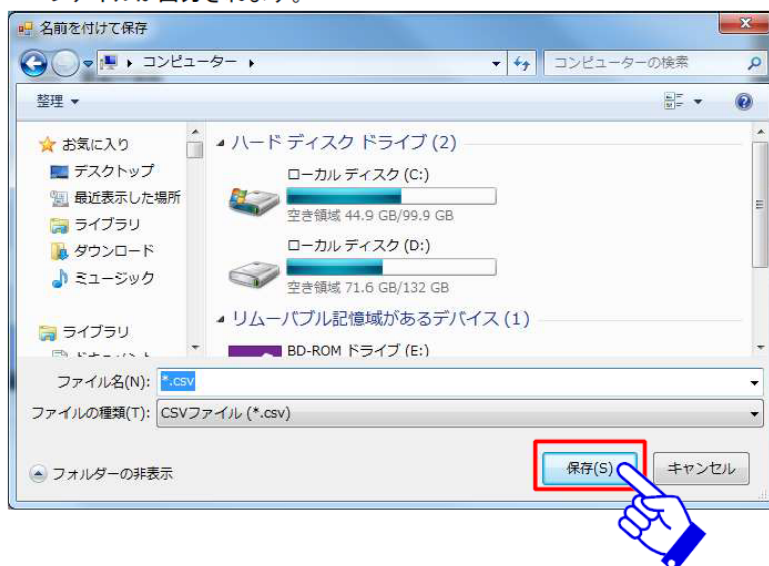 名前を付けて保存
コンピューター
コンピューターの検索
整理
お気に入り
デスクトップ
最近表示した場所
ライブラリ
ダウンロード
ミュージック
ライブラリ
ハード ディスク ドライブ (2)
ローカル ディスク (C:)
空き領域 44.9 GB/99.9 GB
ローカル ディスク (D:)
空き領域 71.6 GB/132 GB
リムーバブル記憶域があるデバイス (1)
BD-ROM ドライブ (E:)
ファイル名(N): *.csv
ファイルの種類(T): CSVファイル (*.csv)
フォルダーの非表示
保存(S)
キャンセル